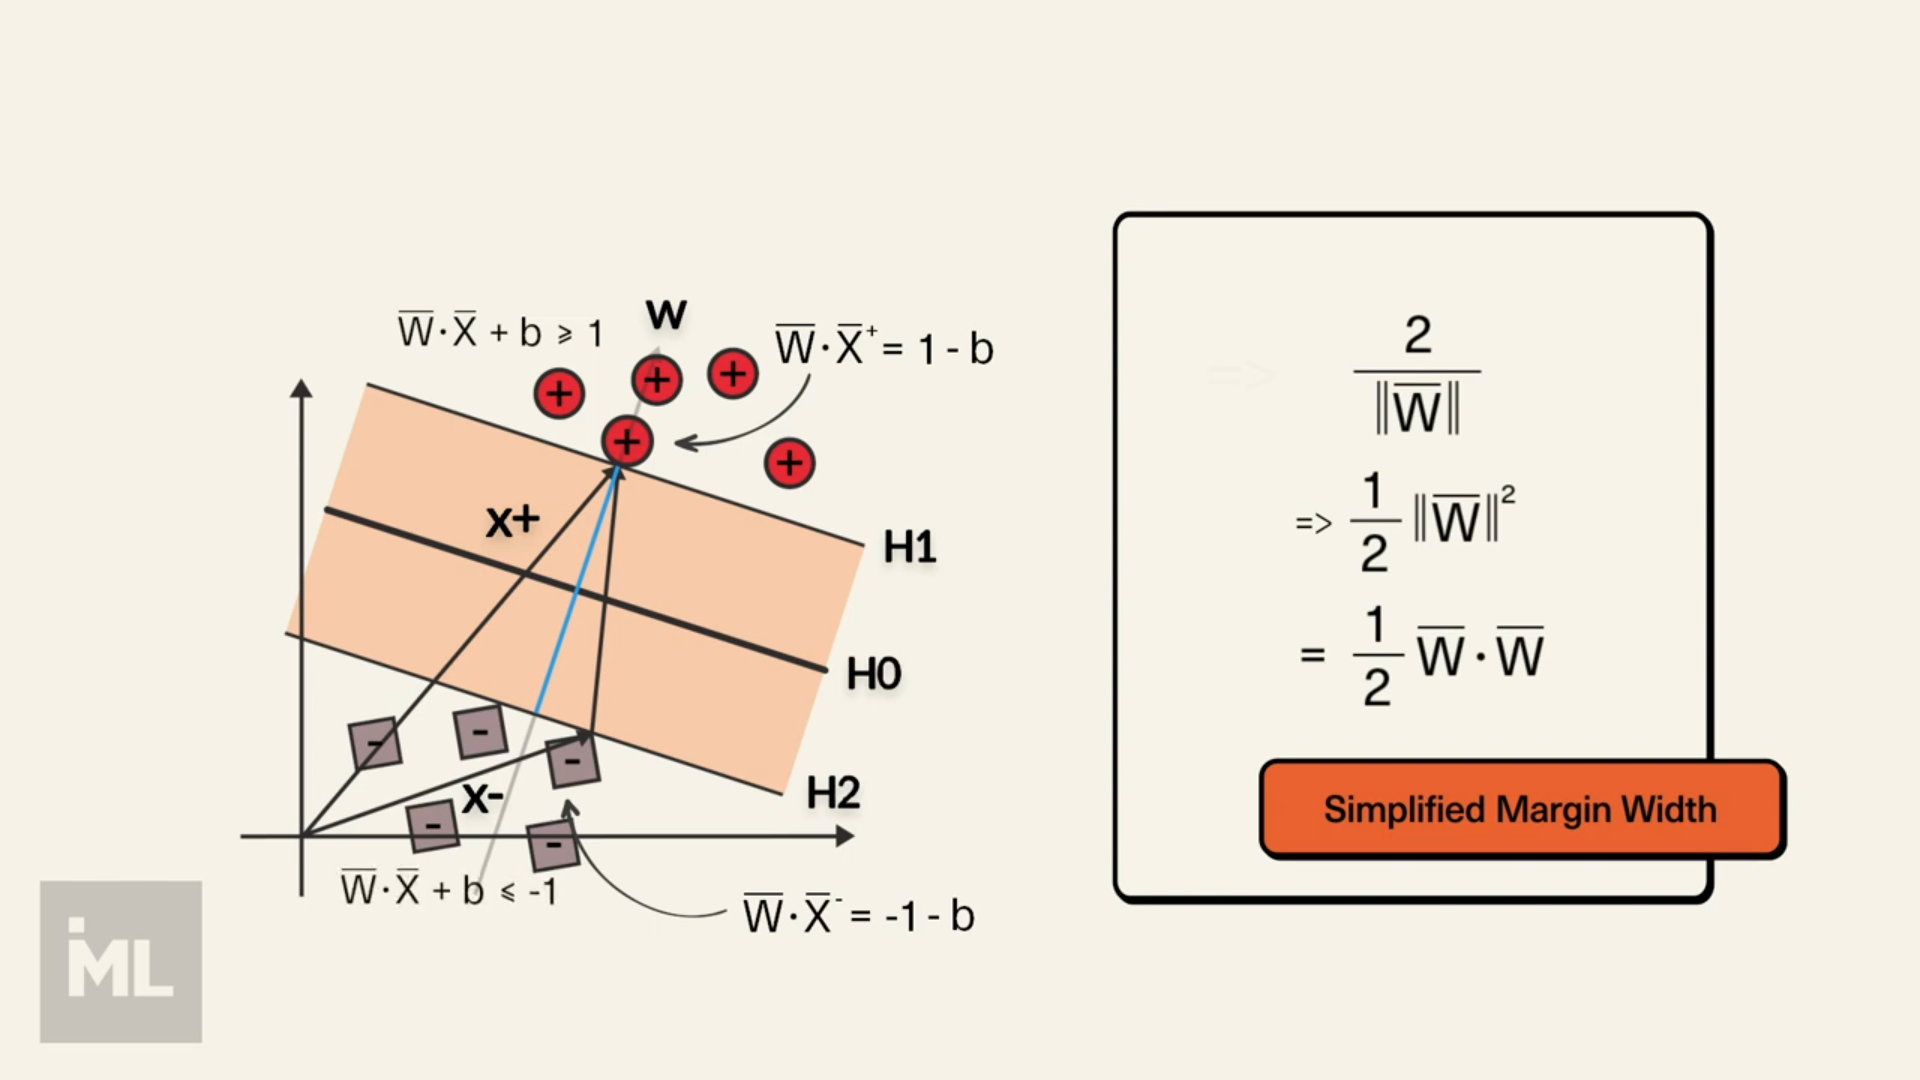 W̅·X̅ + b ⩾ 1
w
W̅·X̅⁺ = 1 - b
+
+
+
+
+
x+
H1
H0
H2
-
-
-
x-
-
-
W̅·X̅ + b ⩽ -1
W̅·X̅⁻ = -1 - b
2
‖W̅‖
=>
=> 1/2 ‖W̅‖²
= 1/2 W̅·W̅
Simplified Margin Width
iML